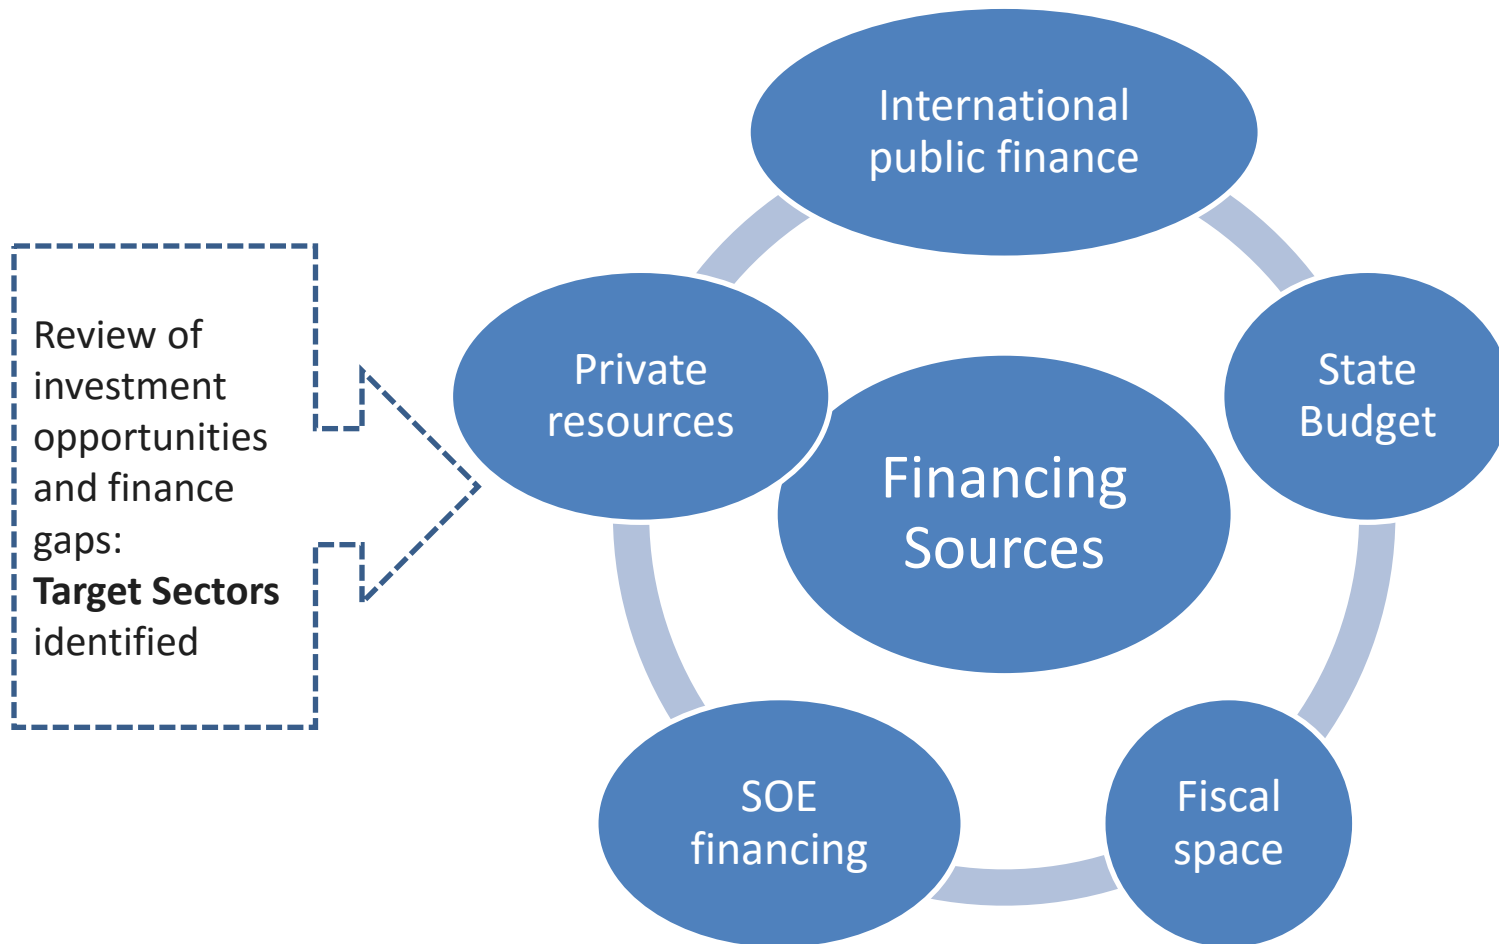 Review of
investment
opportunities
and finance
gaps:
Target Sectors
identified
International
public finance
Private
resources
State
Budget
Financing
Sources
SOE
financing
Fiscal
space